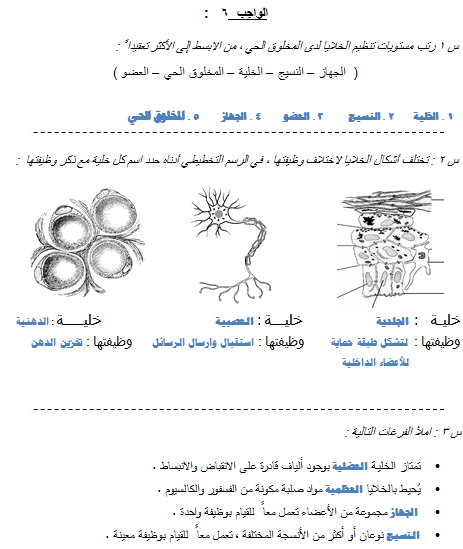 الواجب ٦ :
س ١ رتب مستويات تنظيم الخلايا لدى المخلوق الحي ، من الابسط إلى الأكثر تعقيداً :
( الجهاز – النسيج – الخلية – المخلوق الحي – العضو )
١ . الخلية ٢ . النسيج ٣ . العضو ٤ . الجهاز ٥ . المخلوق الحي
س ٢ : تختلف أشكال الخلايا لاختلاف وظيفتها ، في الرسم التخطيطي أدناه حدد اسم كل خلية مع ذكر وظيفتها :
خليـة : الجلدية خليـــة : العصبية خليــــة : الدهنية
وظيفتها : لتشكل طبقة حماية وظيفتها : استقبال وارسال الرسائل وظيفتها : تخزين الدهن
للأعضاء الداخلية
س ٣ : املأ الفرغات التالية :
• تمتاز الخلية العضلية بوجود ألياف قادرة على الانقباض والانبساط .
• يُحيط بالخلايا العظمية مواد صلبة مكونة من الفسفور والكالسيوم .
• الجهاز مجموعة من الأعضاء تعمل معاً للقيام بوظيفة واحدة .
• النسيج نوعان أو أكثر من الأنسجة المختلفة ، تعمل معاً للقيام بوظيفة معينة .